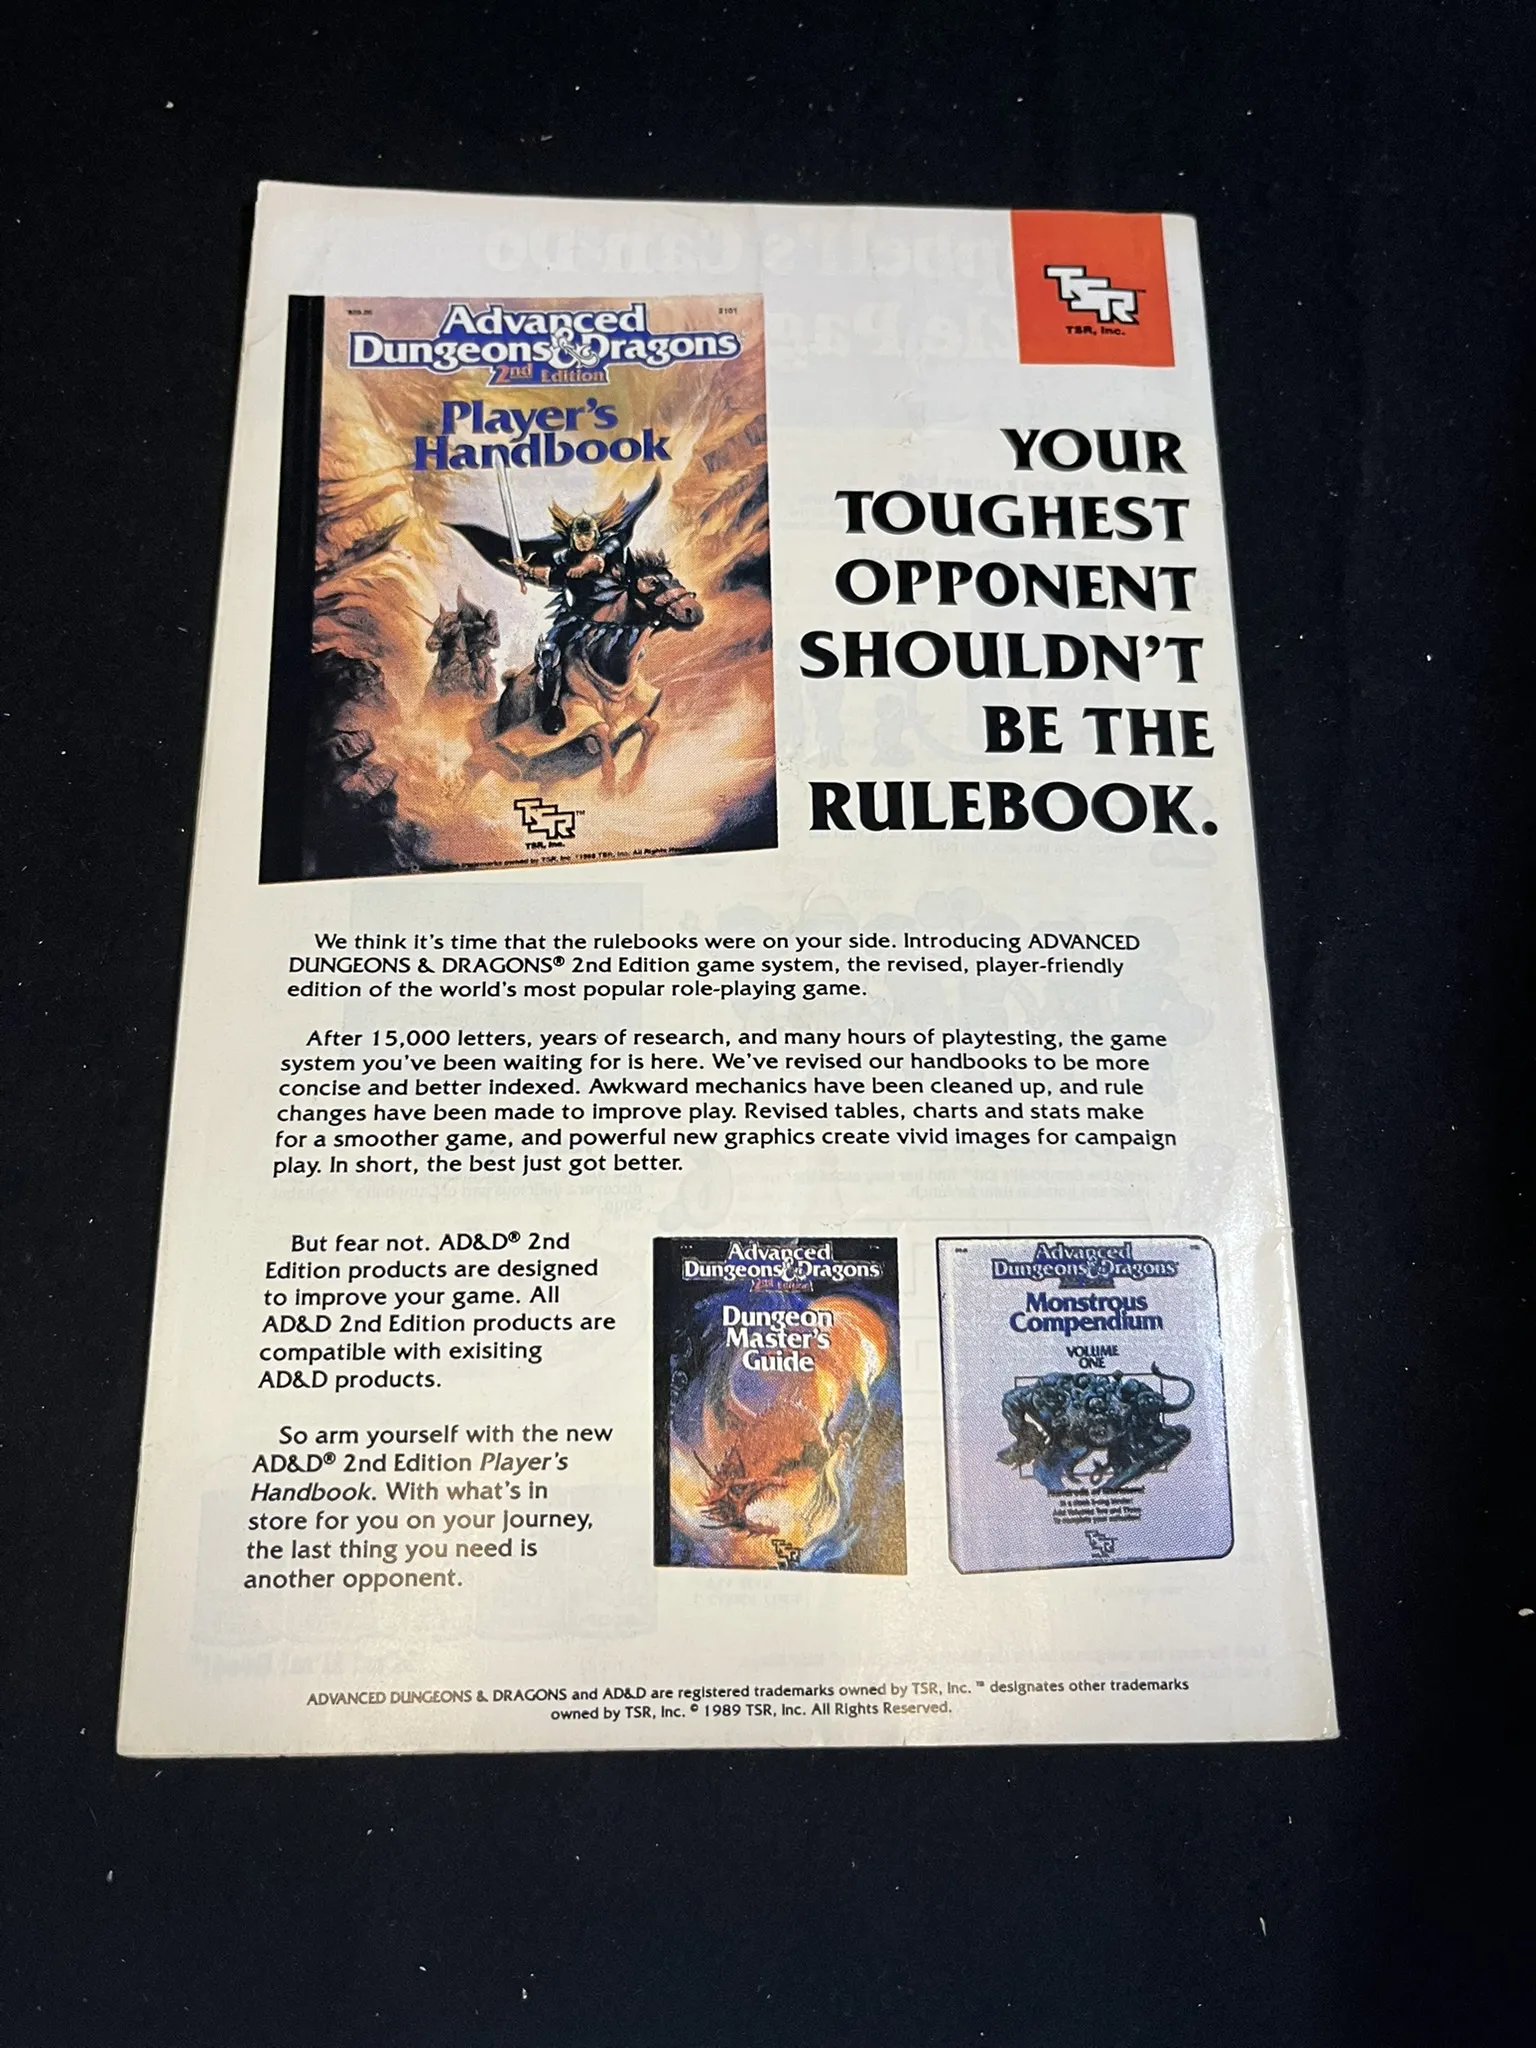 TSR™
TSR, Inc.
2101
Advanced
Dungeons & Dragons®
2nd Edition
Player's
Handbook
TSR™
TSR, Inc.
YOUR
TOUGHEST
OPPONENT
SHOULDN'T
BE THE
RULEBOOK.
We think it's time that the rulebooks were on your side. Introducing ADVANCED
DUNGEONS & DRAGONS® 2nd Edition game system, the revised, player-friendly
edition of the world's most popular role-playing game.
After 15,000 letters, years of research, and many hours of playtesting, the game
system you've been waiting for is here. We've revised our handbooks to be more
concise and better indexed. Awkward mechanics have been cleaned up, and rule
changes have been made to improve play. Revised tables, charts and stats make
for a smoother game, and powerful new graphics create vivid images for campaign
play. In short, the best just got better.
But fear not. AD&D® 2nd
Edition products are designed
to improve your game. All
AD&D 2nd Edition products are
compatible with exisiting
AD&D products.
So arm yourself with the new
AD&D® 2nd Edition Player's
Handbook. With what's in
store for you on your journey,
the last thing you need is
another opponent.
Advanced
Dungeons & Dragons
2nd Edition
Dungeon
Master's
Guide
TSR
Advanced
Dungeons & Dragons
Monstrous
Compendium
VOLUME
ONE
TSR
ADVANCED DUNGEONS & DRAGONS and AD&D are registered trademarks owned by TSR, Inc. ™ designates other trademarks
owned by TSR, Inc. © 1989 TSR, Inc. All Rights Reserved.